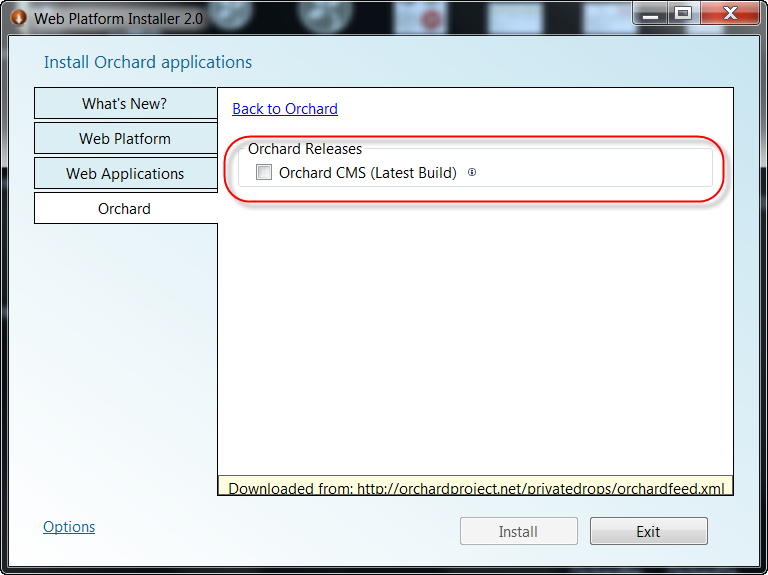 Web Platform Installer 2.0
Install Orchard applications
What's New?
Web Platform
Web Applications
Orchard
Back to Orchard
Orchard Releases
Orchard CMS (Latest Build)
Downloaded from: http://orchardproject.net/privatedrops/orchardfeed.xml
Options
Install
Exit